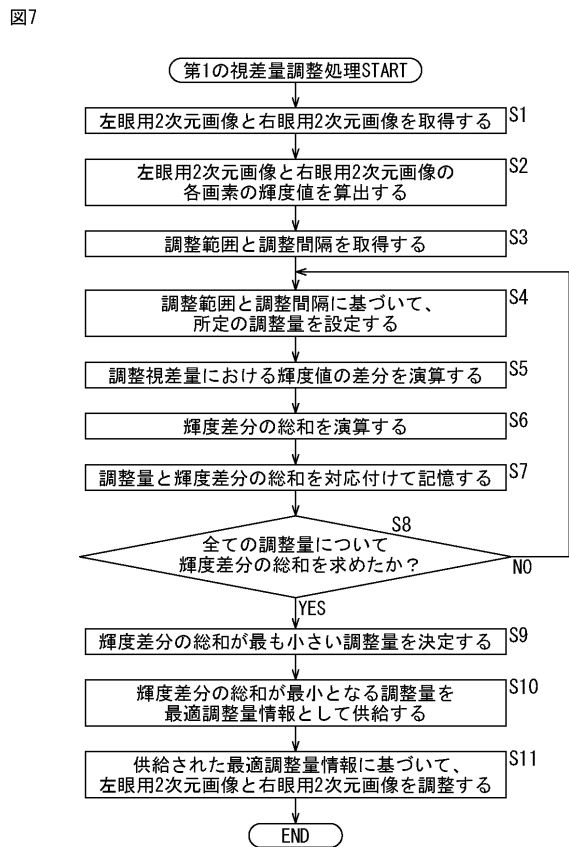 図7
第1の視差量調整処理START
左眼用2次元画像と右眼用2次元画像を取得する
S1
左眼用2次元画像と右眼用2次元画像の
各画素の輝度値を算出する
S2
調整範囲と調整間隔を取得する
S3
調整範囲と調整間隔に基づいて、
所定の調整量を設定する
S4
調整視差量における輝度値の差分を演算する
S5
輝度差分の総和を演算する
S6
調整量と輝度差分の総和を対応付けて記憶する
S7
S8
全ての調整量について
輝度差分の総和を求めたか？
NO
YES
輝度差分の総和が最も小さい調整量を決定する
S9
輝度差分の総和が最小となる調整量を
最適調整量情報として供給する
S10
供給された最適調整量情報に基づいて、
左眼用2次元画像と右眼用2次元画像を調整する
S11
END